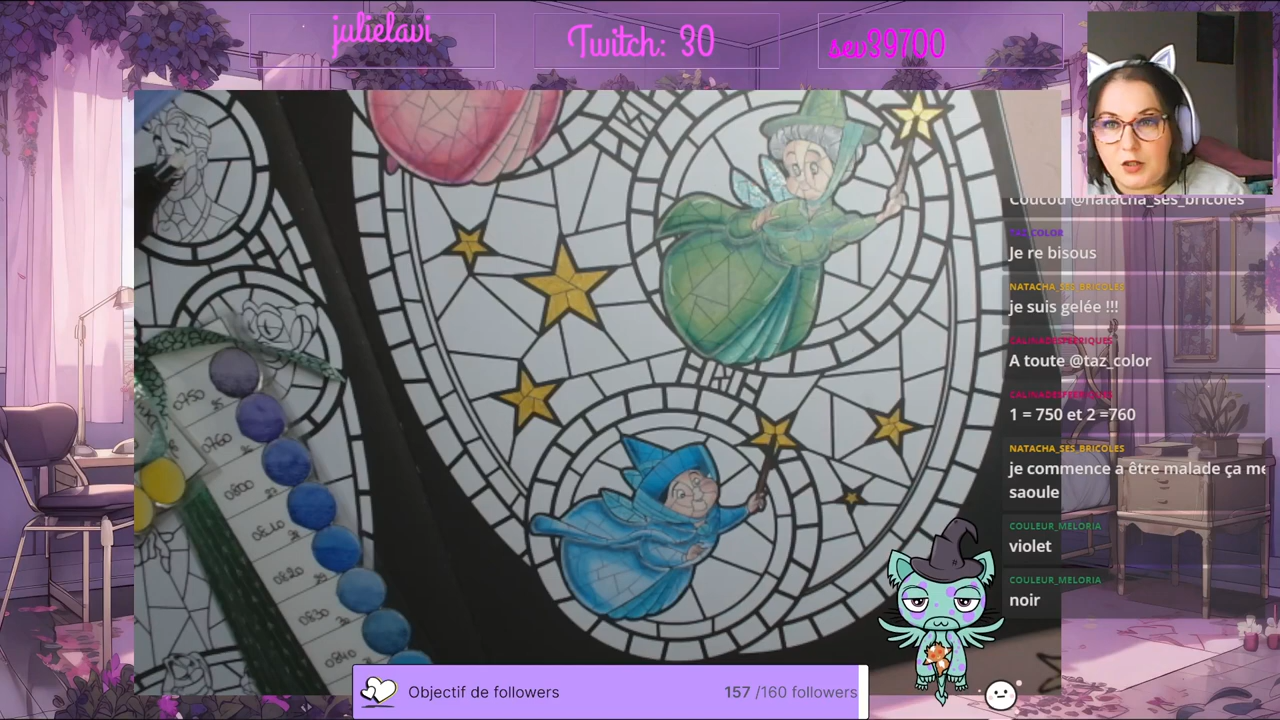 julielavi
Twitch: 30
sev39700
Coucou @natacha_ses_bricoles
TAZ_COLOR
Je re bisous
NATACHA_SES_BRICOLES
je suis gelée !!!
A toute @taz_color
1 = 750 et 2 =760
NATACHA_SES_BRICOLES
je commence a être malade ça me
saoule
COULEUR_MELORIA
violet
COULEUR_MELORIA
noir
0750
0760
0800
0810
0820
0830
0840
Objectif de followers
157 /160 followers